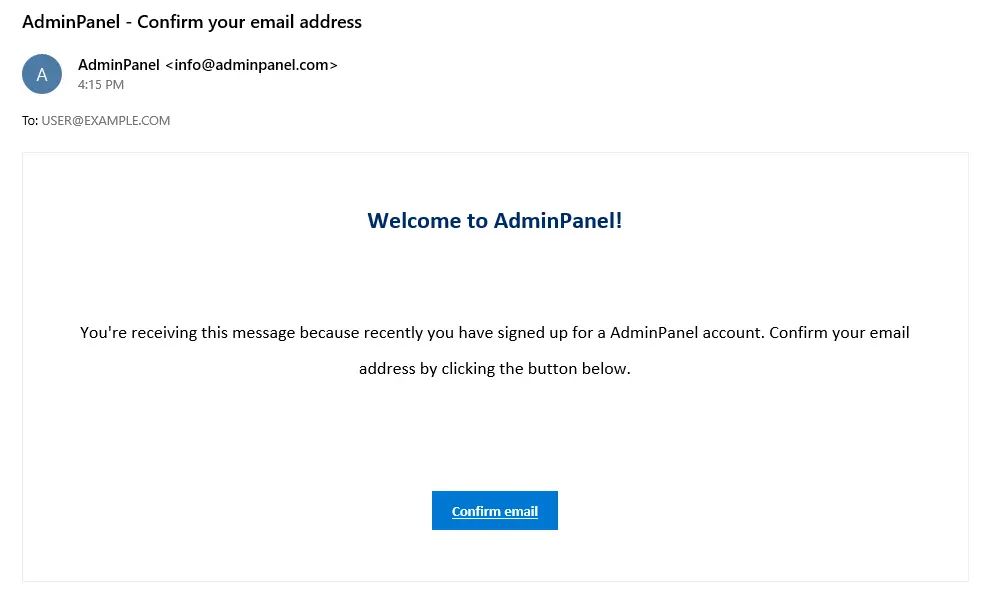 AdminPanel - Confirm your email address
A
AdminPanel <info@adminpanel.com>
4:15 PM
To: USER@EXAMPLE.COM
Welcome to AdminPanel!
You're receiving this message because recently you have signed up for a AdminPanel account. Confirm your email
address by clicking the button below.
Confirm email